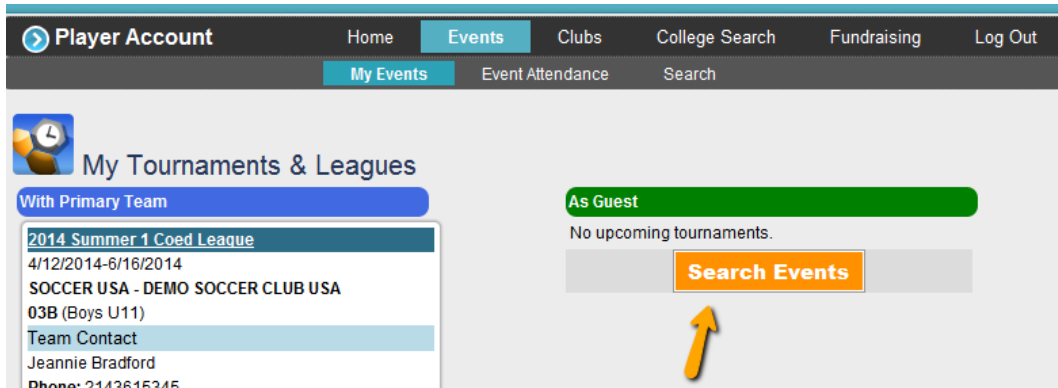 Player Account Home Events Clubs College Search Fundraising Log Out
My Events Event Attendance Search
My Tournaments & Leagues
With Primary Team
2014 Summer 1 Coed League
4/12/2014-6/16/2014
SOCCER USA - DEMO SOCCER CLUB USA
03B (Boys U11)
Team Contact
Jeannie Bradford
Phone: 2143615345
As Guest
No upcoming tournaments.
Search Events